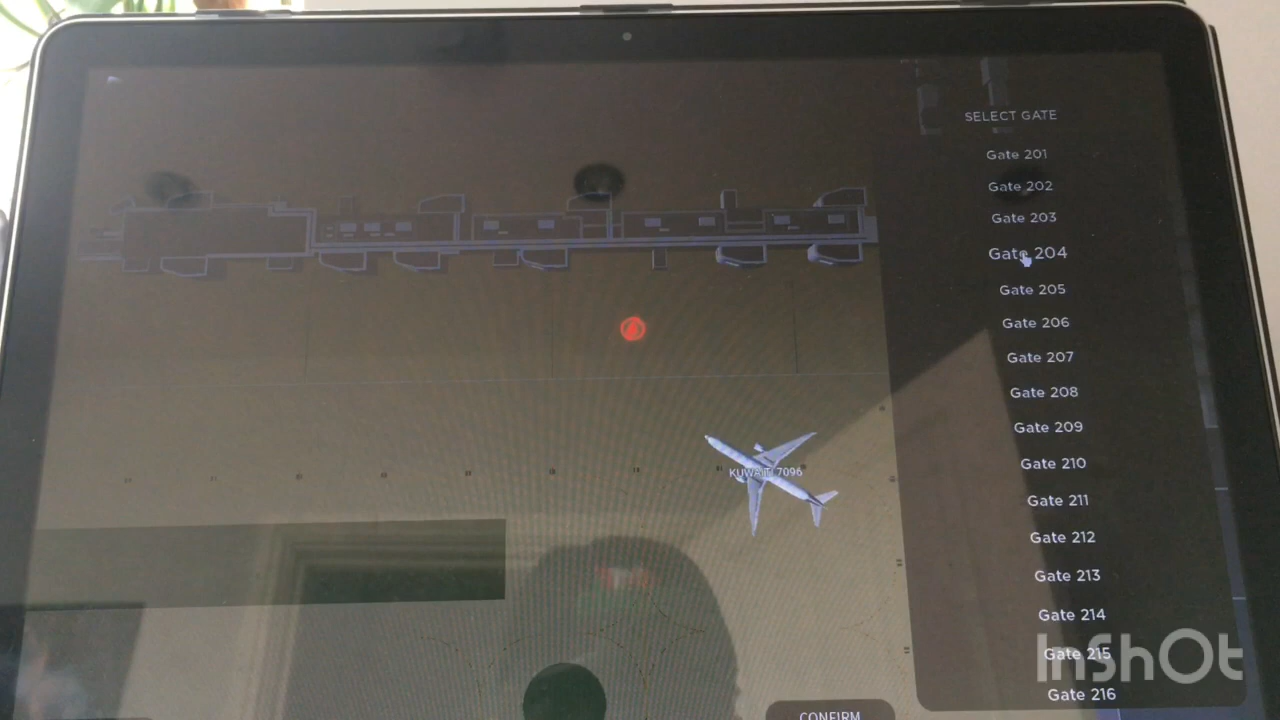 SELECT GATE
Gate 201
Gate 202
Gate 203
Gate 204
Gate 205
Gate 206
Gate 207
Gate 208
Gate 209
Gate 210
Gate 211
Gate 212
Gate 213
Gate 214
Gate 215
Gate 216
KUWAITI 7096
CONFIRM
InShOt